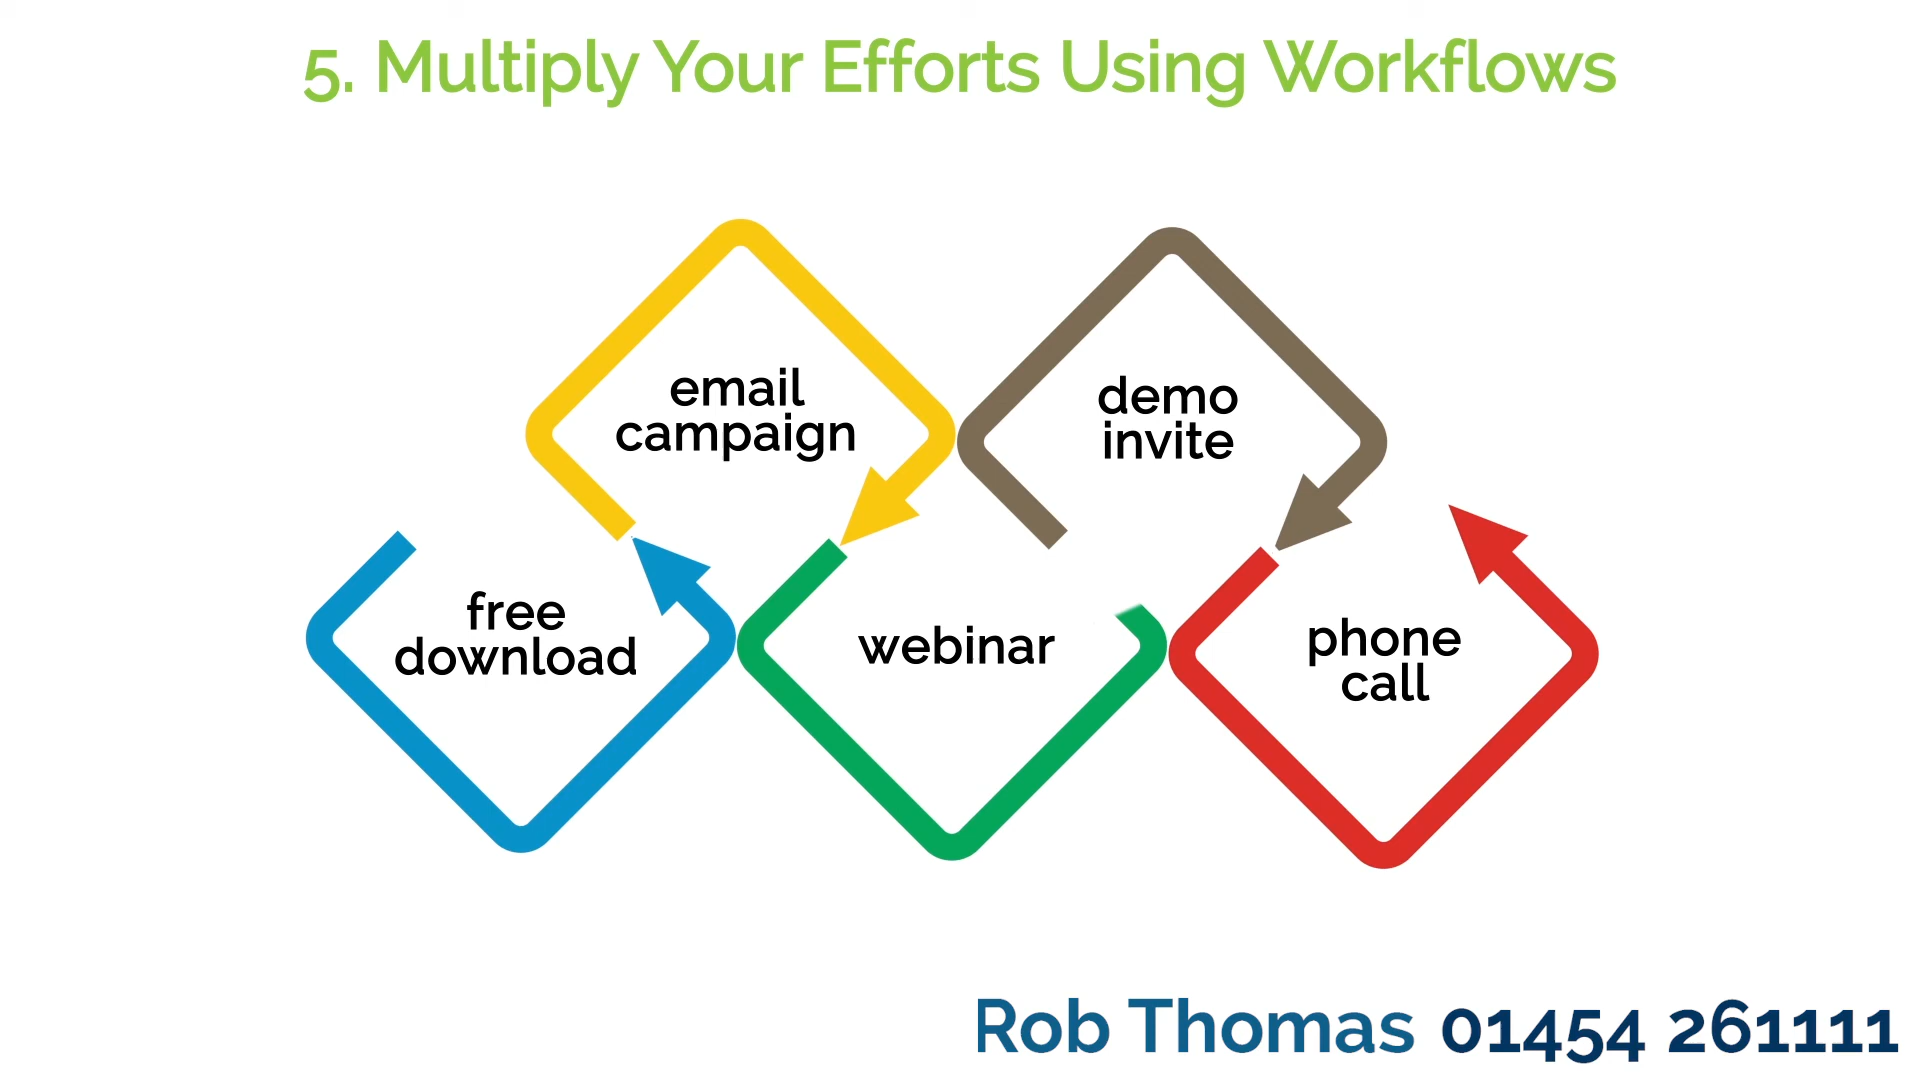 5. Multiply Your Efforts Using Workflows
email
campaign
demo
invite
free
download
webinar
phone
call
Rob Thomas 01454 261111